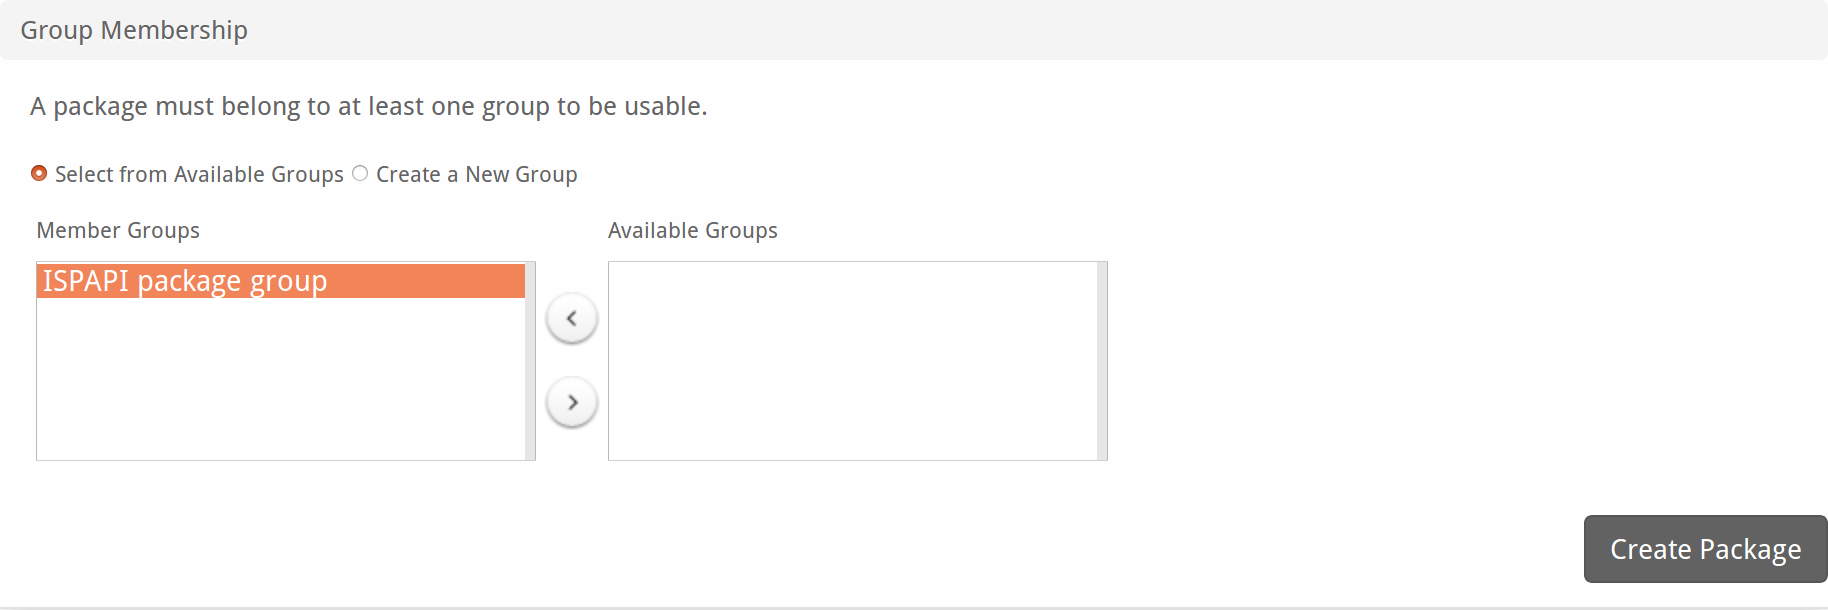 Group Membership
A package must belong to at least one group to be usable.
Select from Available Groups Create a New Group
Member Groups Available Groups
ISPAPI package group
Create Package